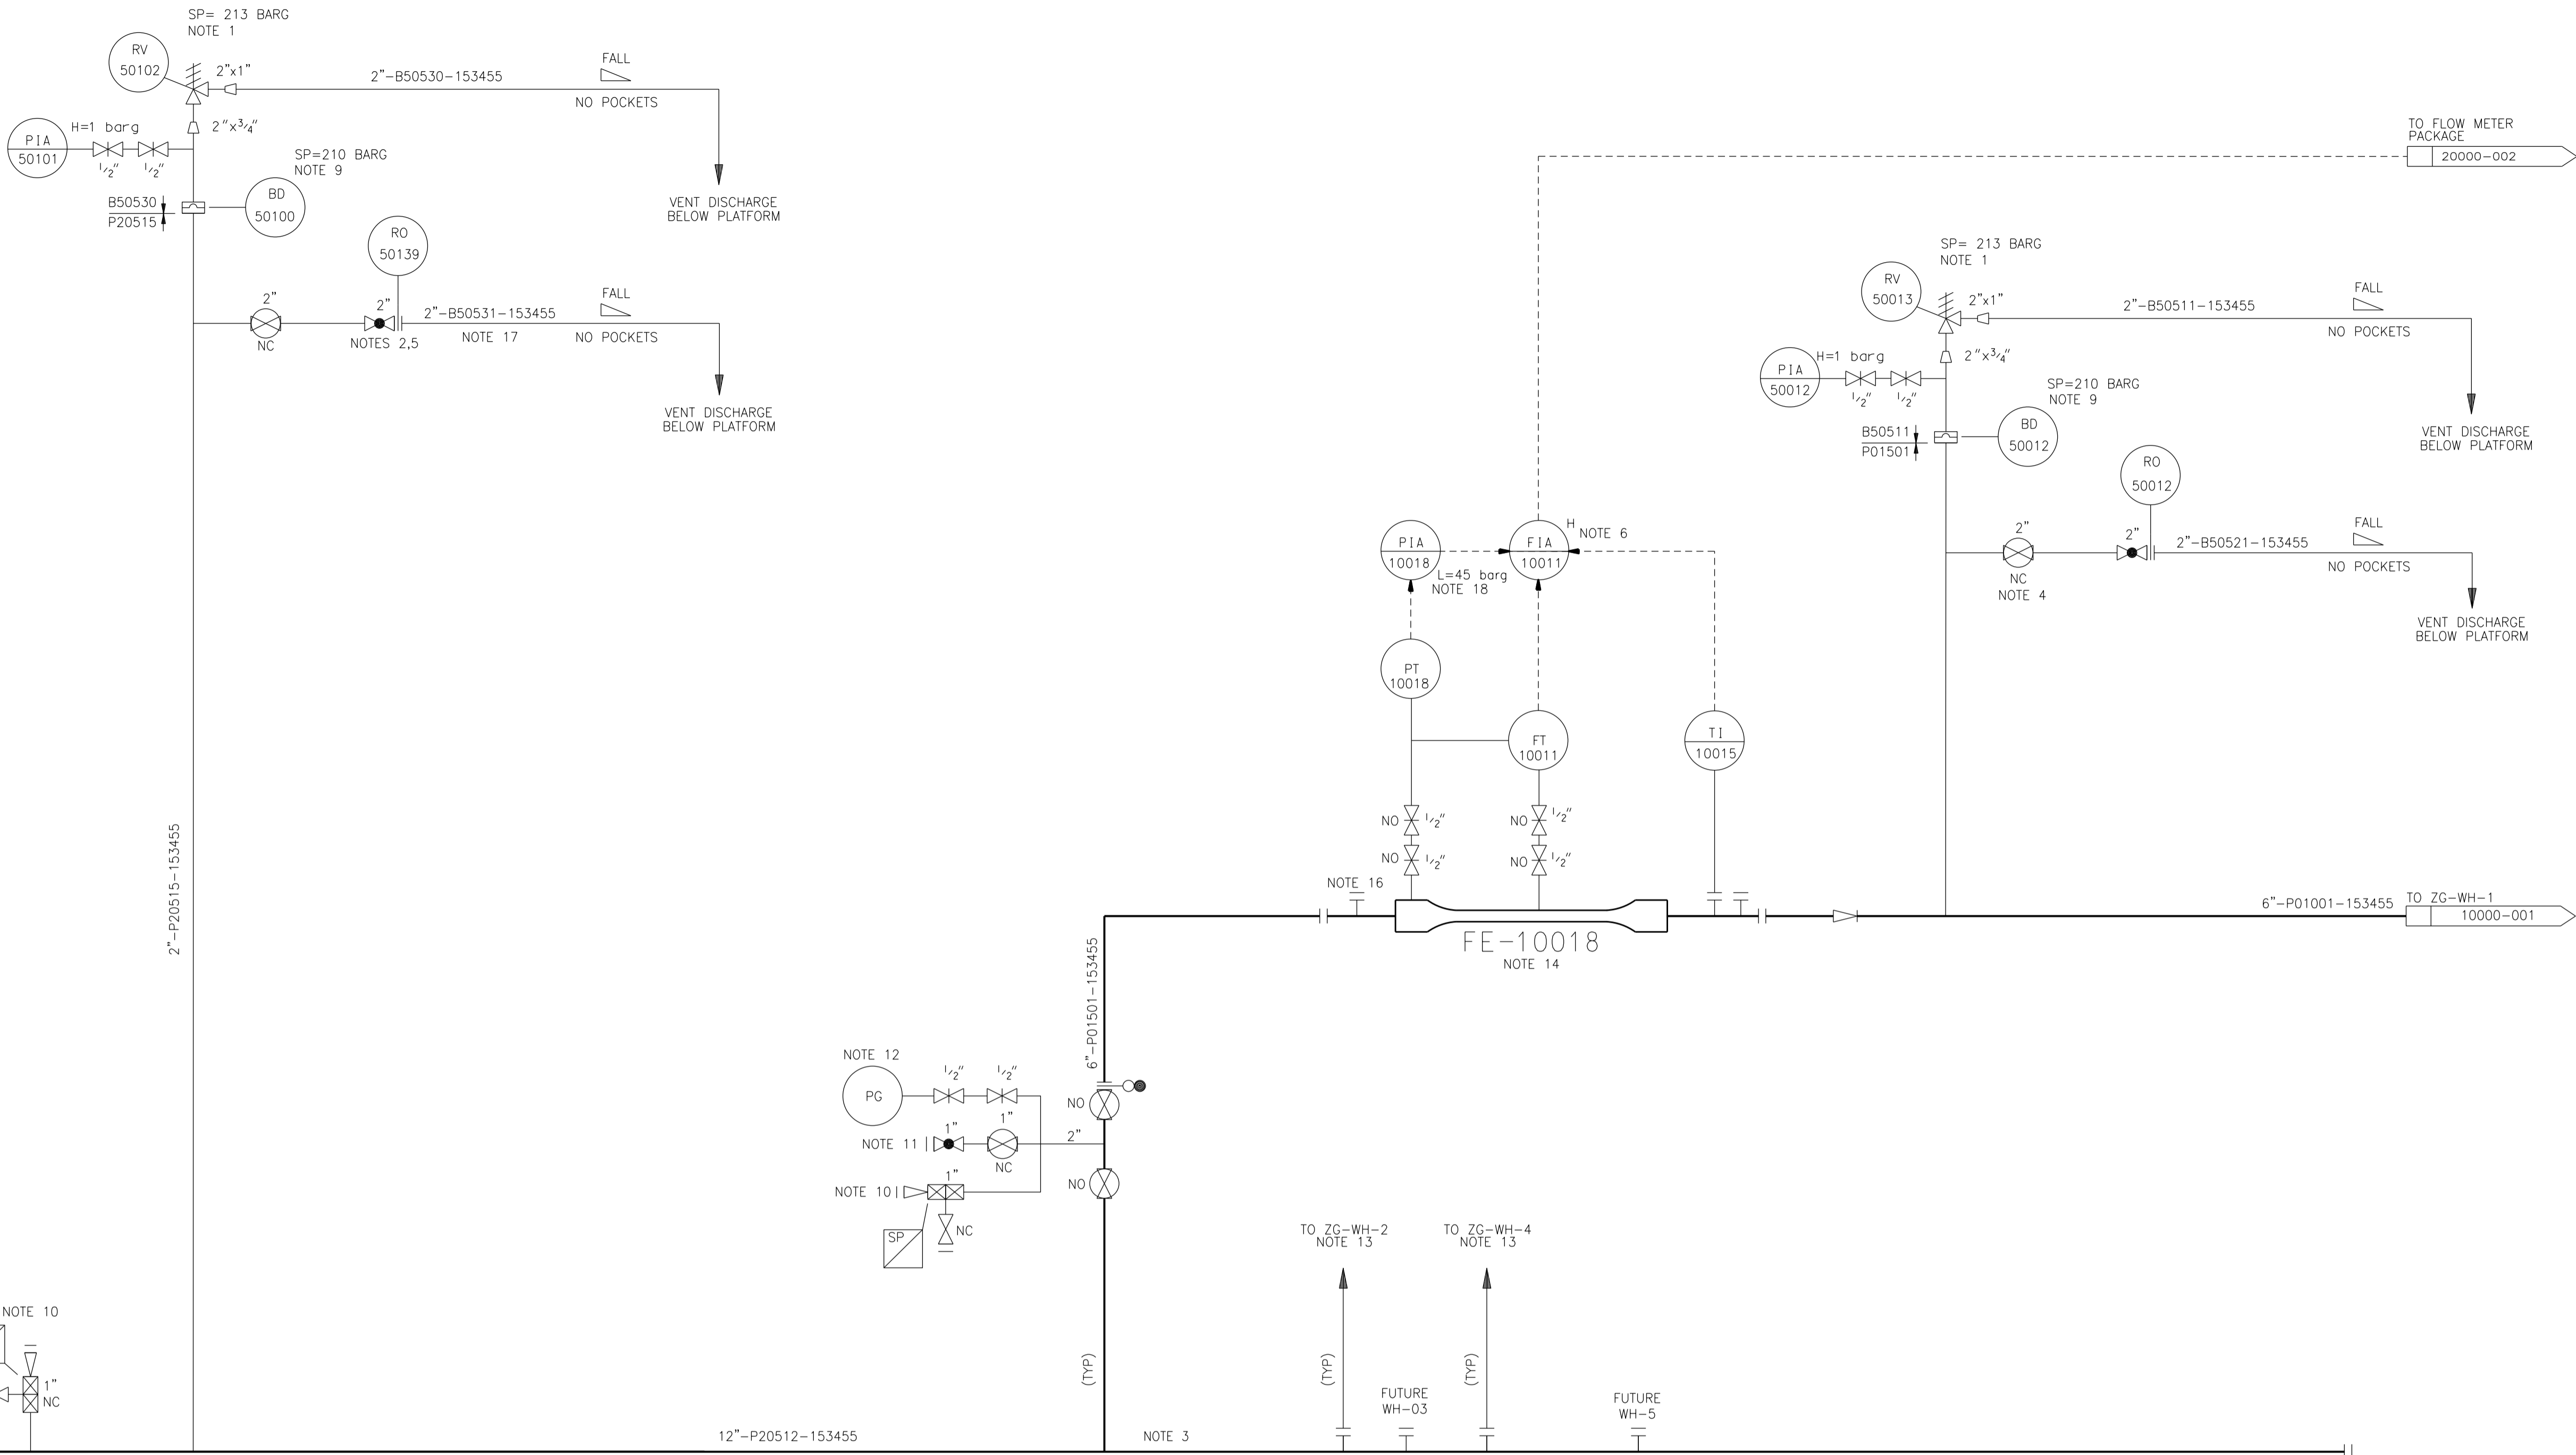 SP= 213 BARG
NOTE 1
RV
50102
2"x1"
2"-B50530-153455
FALL
NO POCKETS
PIA
50101
H=1 barg
2"x3/4"
1/2"
1/2"
SP=210 BARG
NOTE 9
BD
50100
B50530
P20515
VENT DISCHARGE
BELOW PLATFORM
RO
50139
2"
NC
2"
NOTES 2,5
2"-B50531-153455
NOTE 17
FALL
NO POCKETS
VENT DISCHARGE
BELOW PLATFORM
2"-P20515-153455
TO FLOW METER
PACKAGE
20000-002
SP= 213 BARG
NOTE 1
RV
50013
2"x1"
2"-B50511-153455
FALL
NO POCKETS
PIA
50012
H=1 barg
2"x3/4"
1/2"
1/2"
SP=210 BARG
NOTE 9
BD
50012
B50511
P01501
VENT DISCHARGE
BELOW PLATFORM
RO
50012
2"
NC
NOTE 4
2"
2"-B50521-153455
FALL
NO POCKETS
VENT DISCHARGE
BELOW PLATFORM
PIA
10018
L=45 barg
NOTE 18
FIA
10011
H
NOTE 6
PT
10018
FT
10011
TI
10015
NO
1/2"
NO
1/2"
NO
1/2"
NO
1/2"
NOTE 16
FE-10018
NOTE 14
6"-P01001-153455
TO ZG-WH-1
10000-001
6"-P01501-153455
NOTE 12
PG
1/2"
1/2"
NO
NOTE 11
1"
1"
NC
2"
NOTE 10
1"
NO
SP
NC
TO ZG-WH-2
NOTE 13
TO ZG-WH-4
NOTE 13
(TYP)
(TYP)
(TYP)
FUTURE
WH-03
FUTURE
WH-5
NOTE 10
1"
NC
12"-P20512-153455
NOTE 3